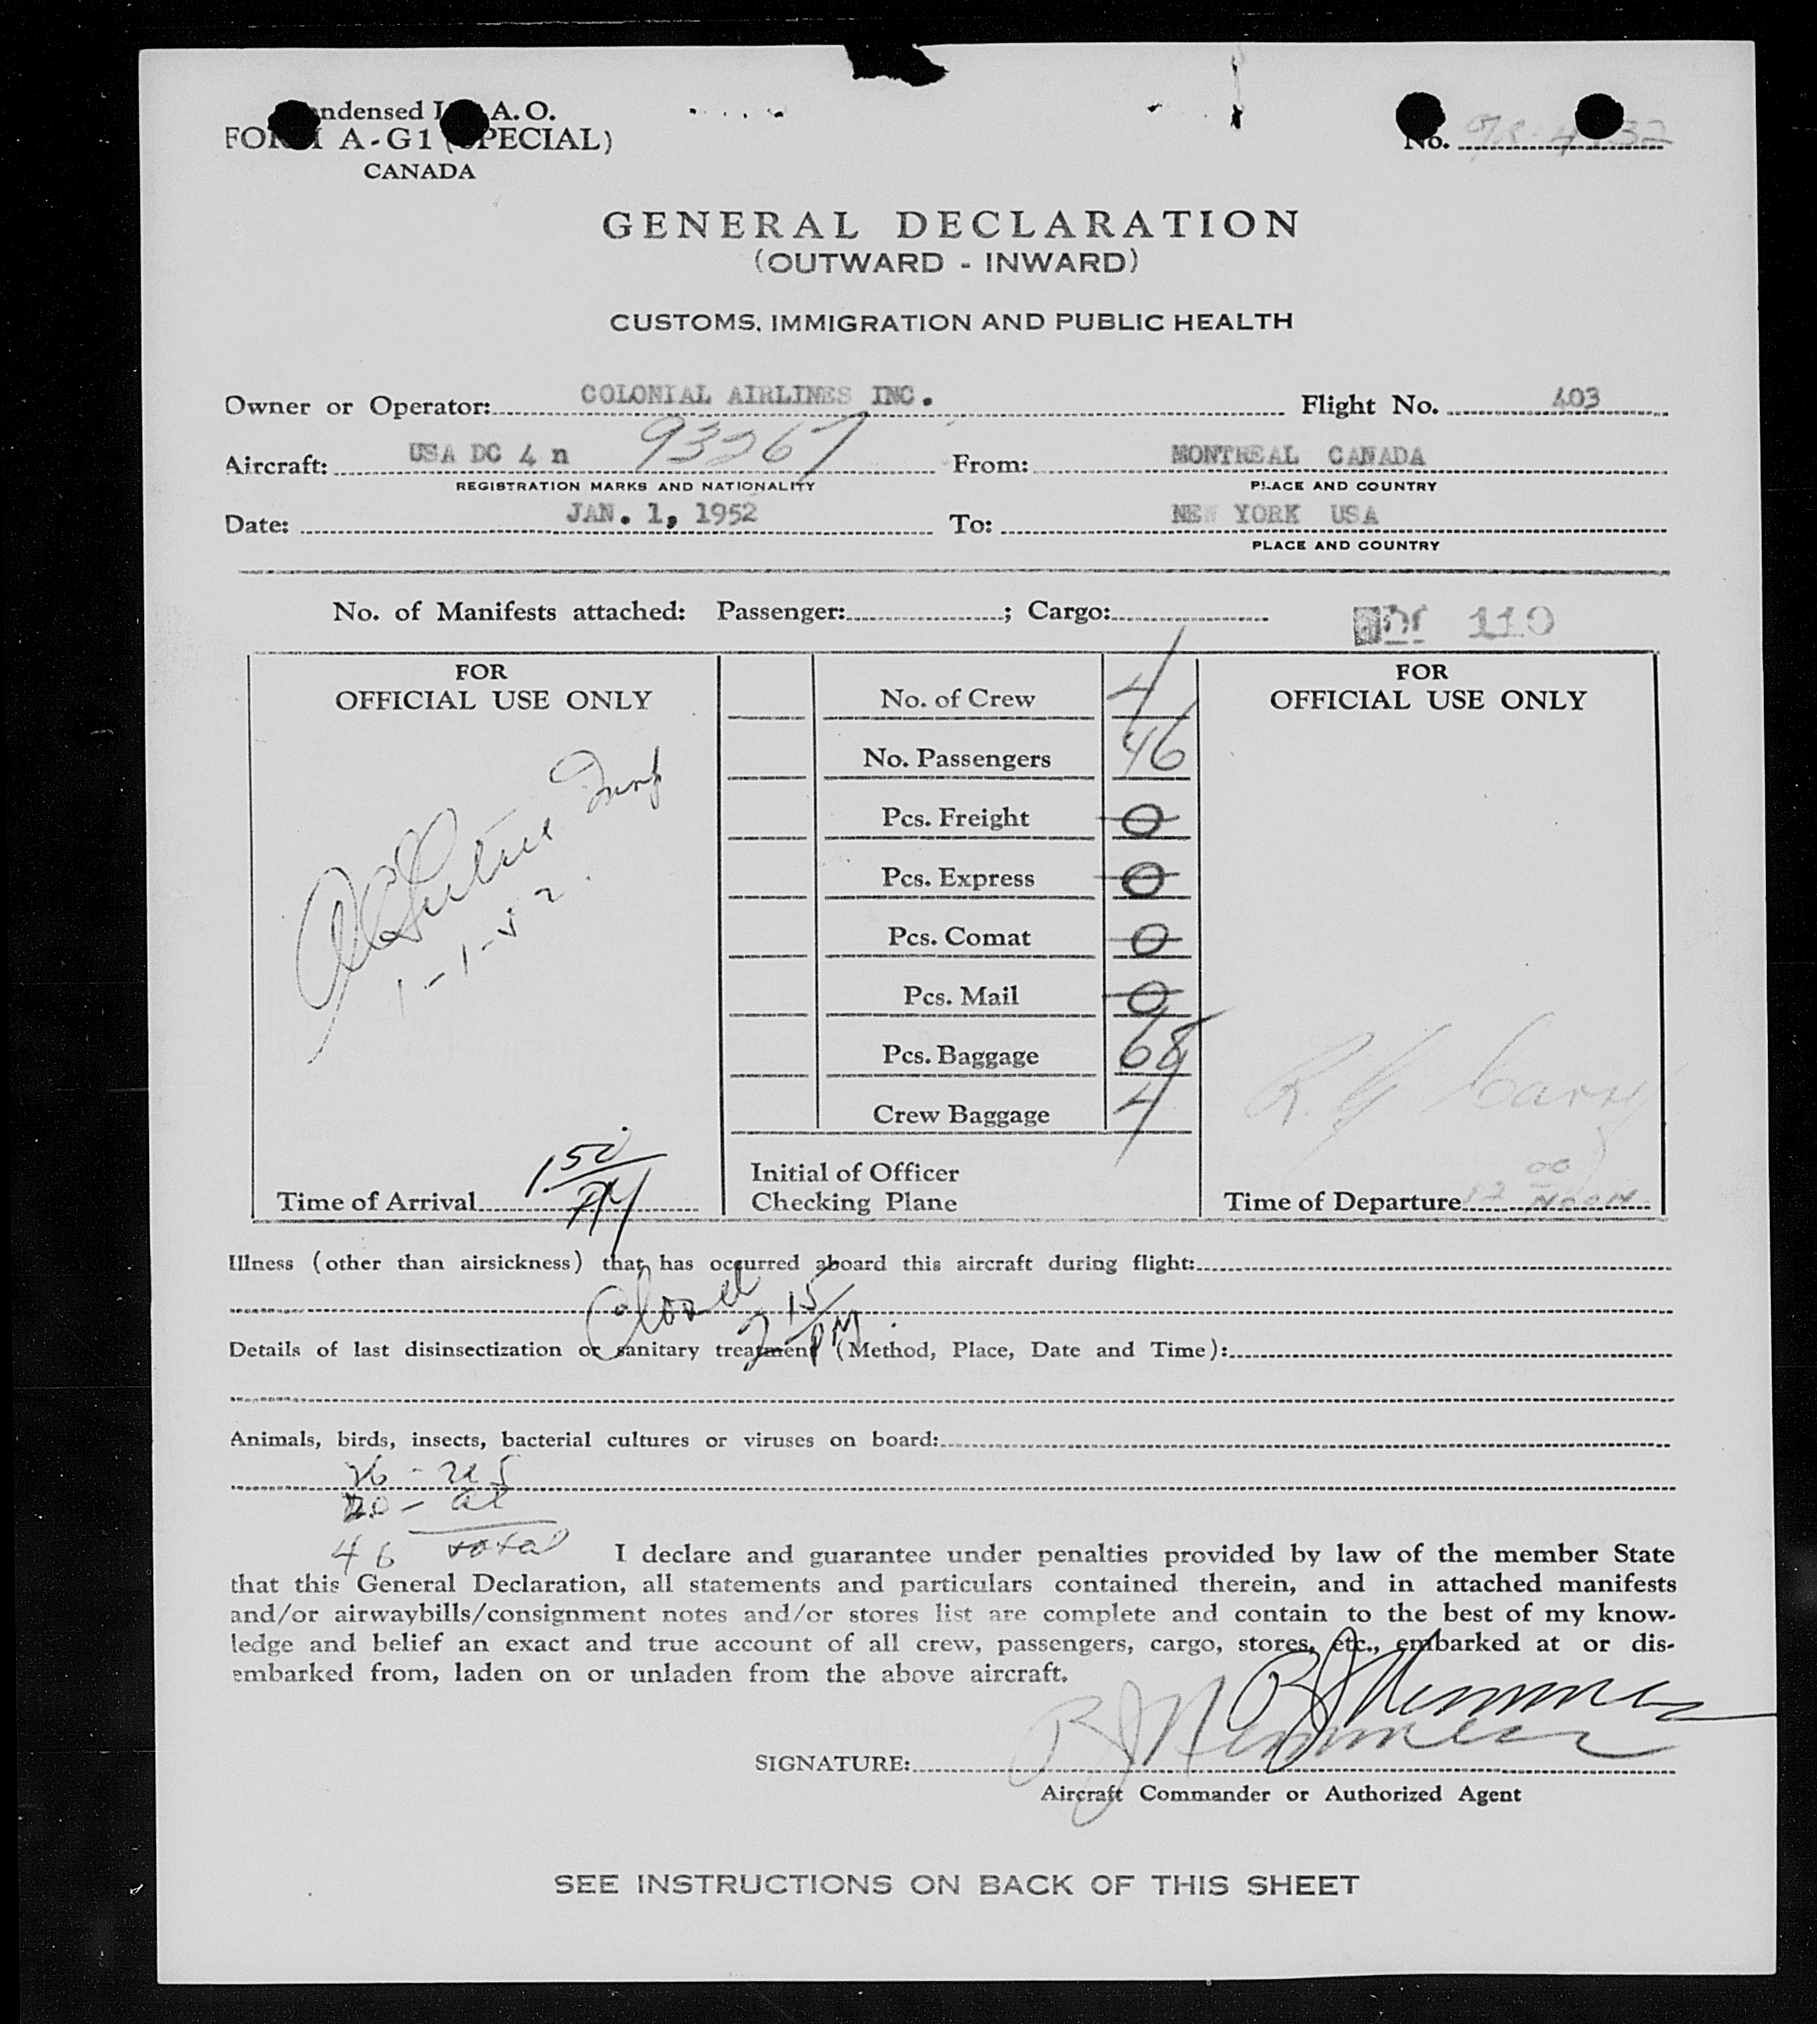 Condensed I.C.A.O.
FORM A-G1 (SPECIAL)
CANADA
No.
GENERAL DECLARATION
(OUTWARD - INWARD)
CUSTOMS, IMMIGRATION AND PUBLIC HEALTH
Owner or Operator: COLONIAL AIRLINES INC. Flight No. 403
Aircraft: USA DC 4 n 93267 From: MONTREAL CANADA
REGISTRATION MARKS AND NATIONALITY PLACE AND COUNTRY
Date: JAN. 1, 1952 To: NEW YORK USA
PLACE AND COUNTRY
No. of Manifests attached: Passenger: ; Cargo: 110
FOR
OFFICIAL USE ONLY
1-1-52
Time of Arrival 1.50 PM
No. of Crew 4
No. Passengers 46
Pcs. Freight 0
Pcs. Express 0
Pcs. Comat 0
Pcs. Mail 0
Pcs. Baggage 68
Crew Baggage 4
Initial of Officer
Checking Plane
FOR
OFFICIAL USE ONLY
Time of Departure 12 00 NOON
Illness (other than airsickness) that has occurred aboard this aircraft during flight:
2 15 PM
Details of last disinsectization or sanitary treatment (Method, Place, Date and Time):
Animals, birds, insects, bacterial cultures or viruses on board:
26 - US
20 - al
46 total
I declare and guarantee under penalties provided by law of the member State
that this General Declaration, all statements and particulars contained therein, and in attached manifests
and/or airwaybills/consignment notes and/or stores list are complete and contain to the best of my know-
ledge and belief an exact and true account of all crew, passengers, cargo, stores, etc., embarked at or dis-
embarked from, laden on or unladen from the above aircraft.
SIGNATURE:
Aircraft Commander or Authorized Agent
SEE INSTRUCTIONS ON BACK OF THIS SHEET